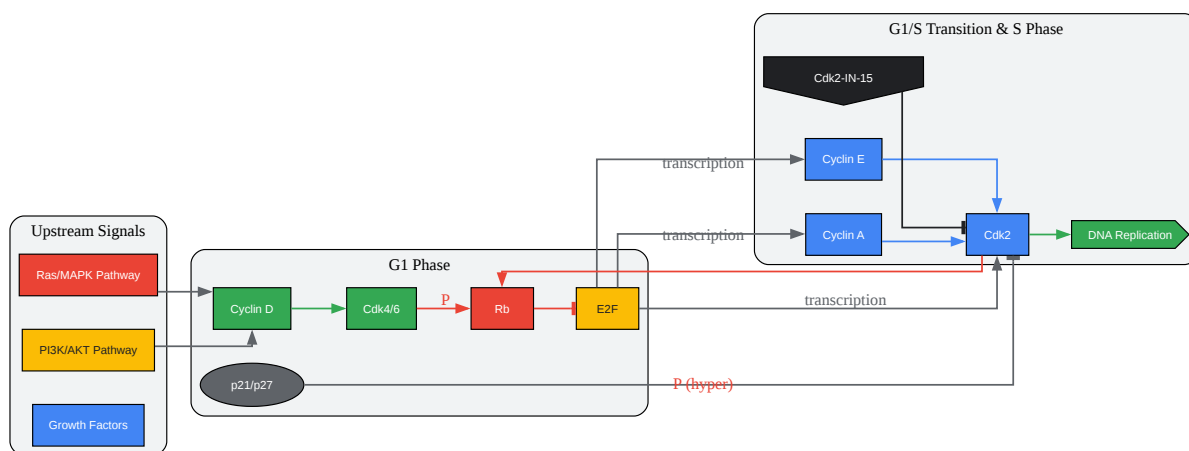 G1/S Transition & S Phase
Cdk2-IN-15
Cyclin E
transcription
Upstream Signals
Cyclin A
Cdk2
DNA Replication
transcription
G1 Phase
Ras/MAPK Pathway
Cyclin D
Cdk4/6
P
Rb
E2F
transcription
PI3K/AKT Pathway
p21/p27
P (hyper)
Growth Factors